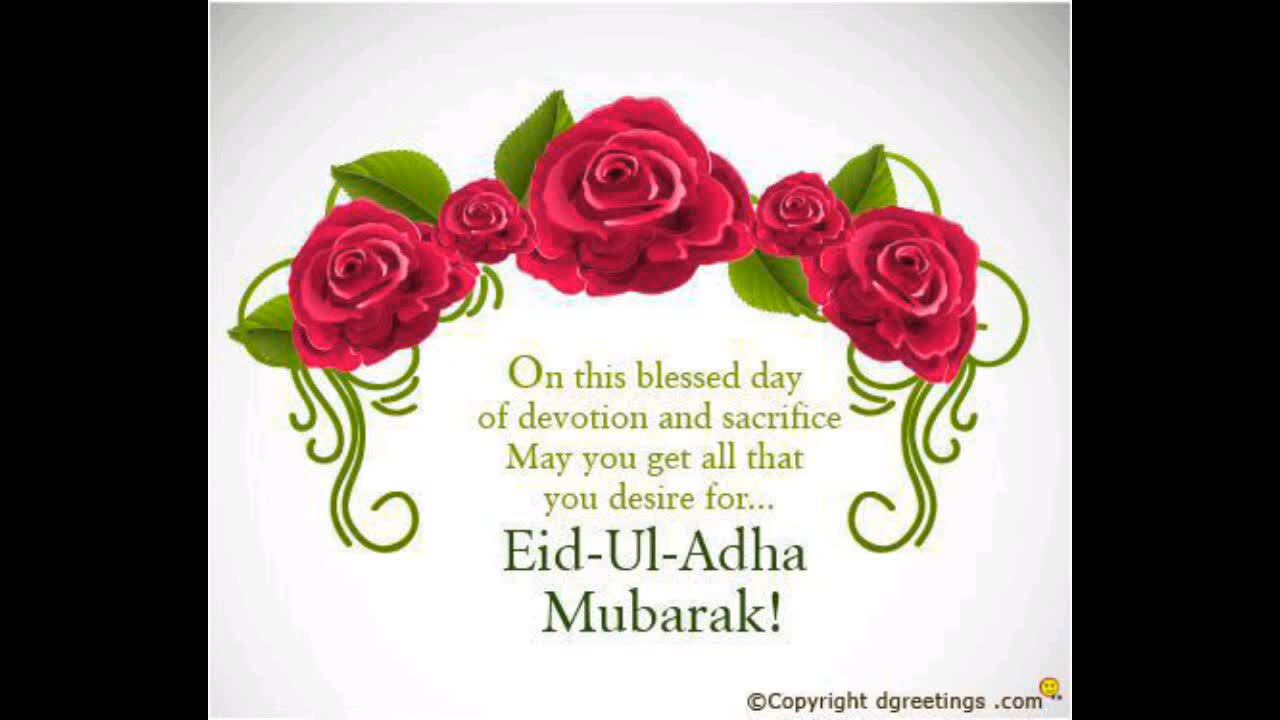 On this blessed day
of devotion and sacrifice
May you get all that
you desire for...
Eid-Ul-Adha
Mubarak!
©Copyright dgreetings .com